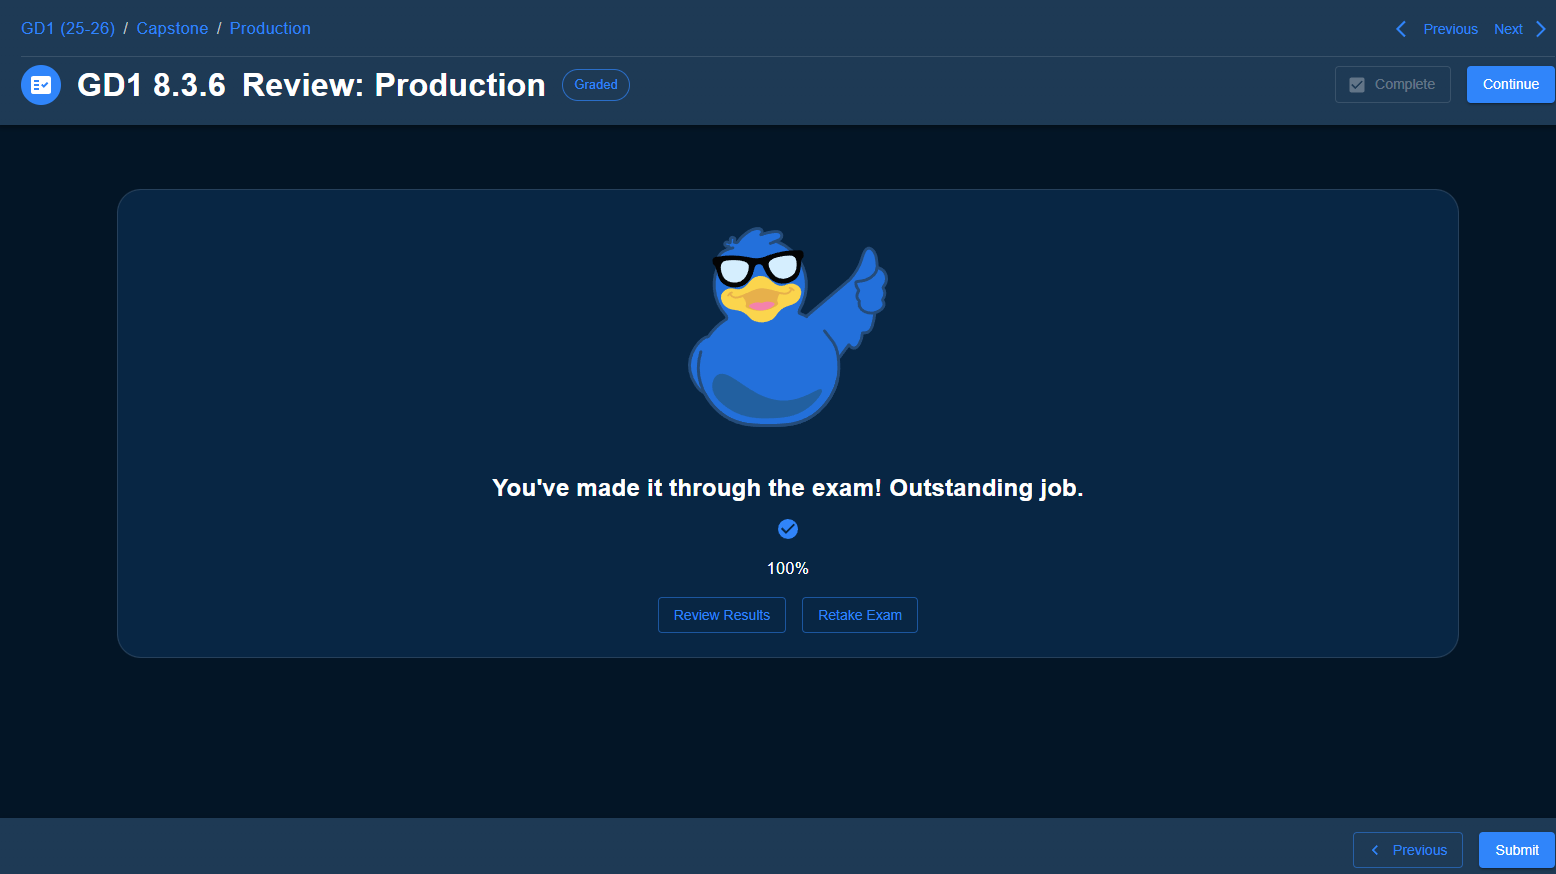 GD1 (25-26) / Capstone / Production
Previous Next
GD1 8.3.6 Review: Production Graded
Complete Continue
You've made it through the exam! Outstanding job.
100%
Review Results Retake Exam
Previous Submit